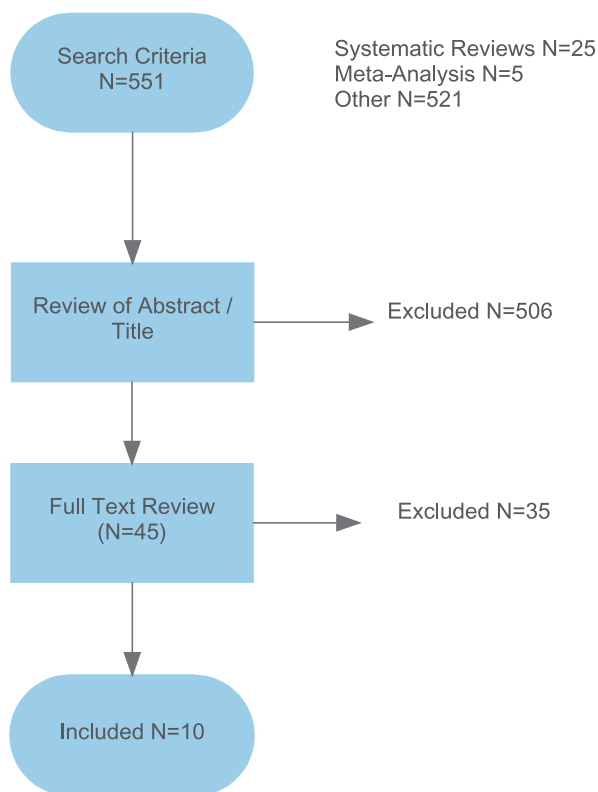 Search Criteria
N=551
Systematic Reviews N=25
Meta-Analysis N=5
Other N=521
Review of Abstract /
Title
Excluded N=506
Full Text Review
(N=45)
Excluded N=35
Included N=10